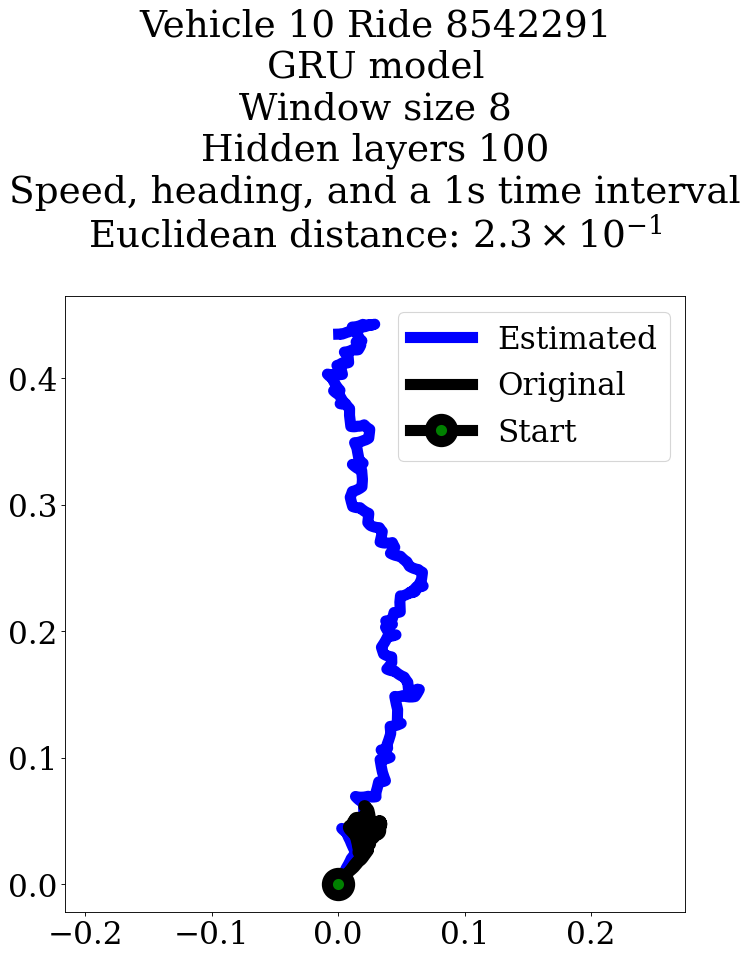 Vehicle 10 Ride 8542291
GRU model
Window size 8
Hidden layers 100
Speed, heading, and a 1s time interval
Euclidean distance: 2.3 × 10⁻¹
Estimated
Original
Start
0.4
0.3
0.2
0.1
0.0
−0.2 −0.1 0.0 0.1 0.2